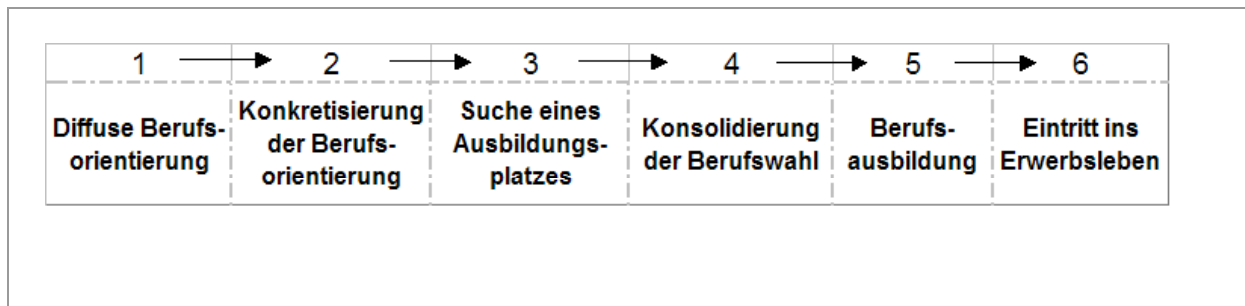 1 2 3 4 5 6
Diffuse Berufs-
orientierung
Konkretisierung
der Berufs-
orientierung
Suche eines
Ausbildungs-
platzes
Konsolidierung
der Berufswahl
Berufs-
ausbildung
Eintritt ins
Erwerbsleben